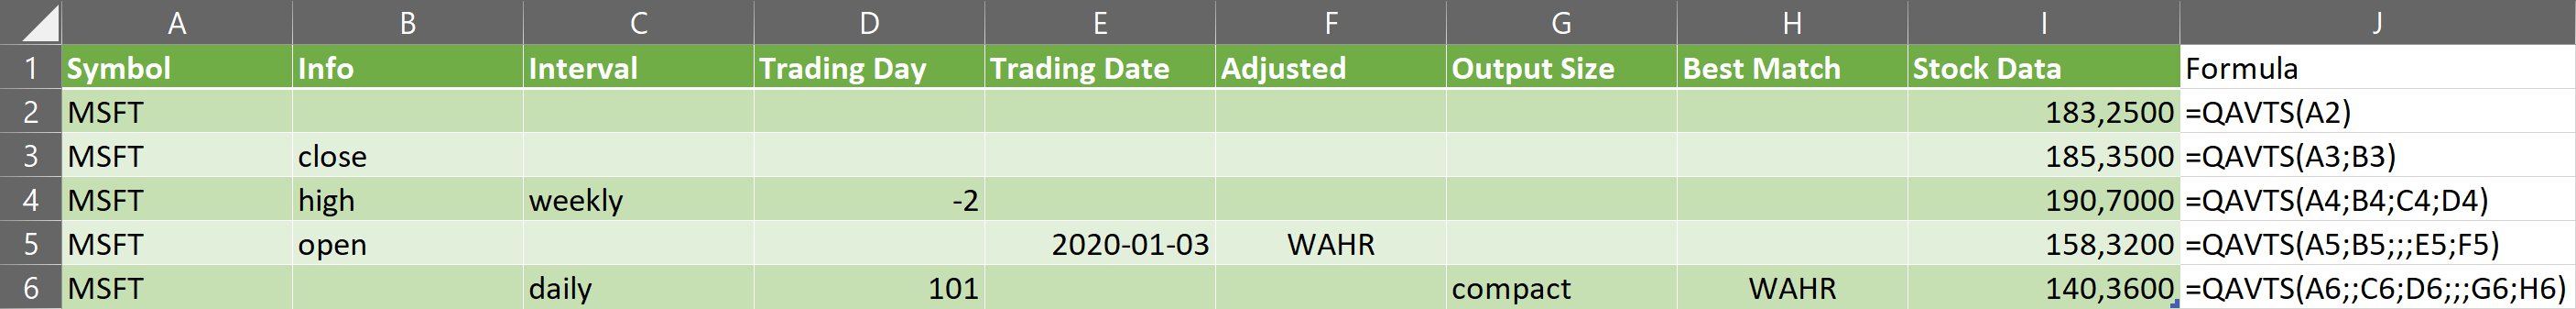 A B C D E F G H I J
1 Symbol Info Interval Trading Day Trading Date Adjusted Output Size Best Match Stock Data Formula
2 MSFT 183,2500 =QAVTS(A2)
3 MSFT close 185,3500 =QAVTS(A3;B3)
4 MSFT high weekly -2 190,7000 =QAVTS(A4;B4;C4;D4)
5 MSFT open 2020-01-03 WAHR 158,3200 =QAVTS(A5;B5;;;E5;F5)
6 MSFT daily 101 compact WAHR 140,3600 =QAVTS(A6;;C6;D6;;;G6;H6)